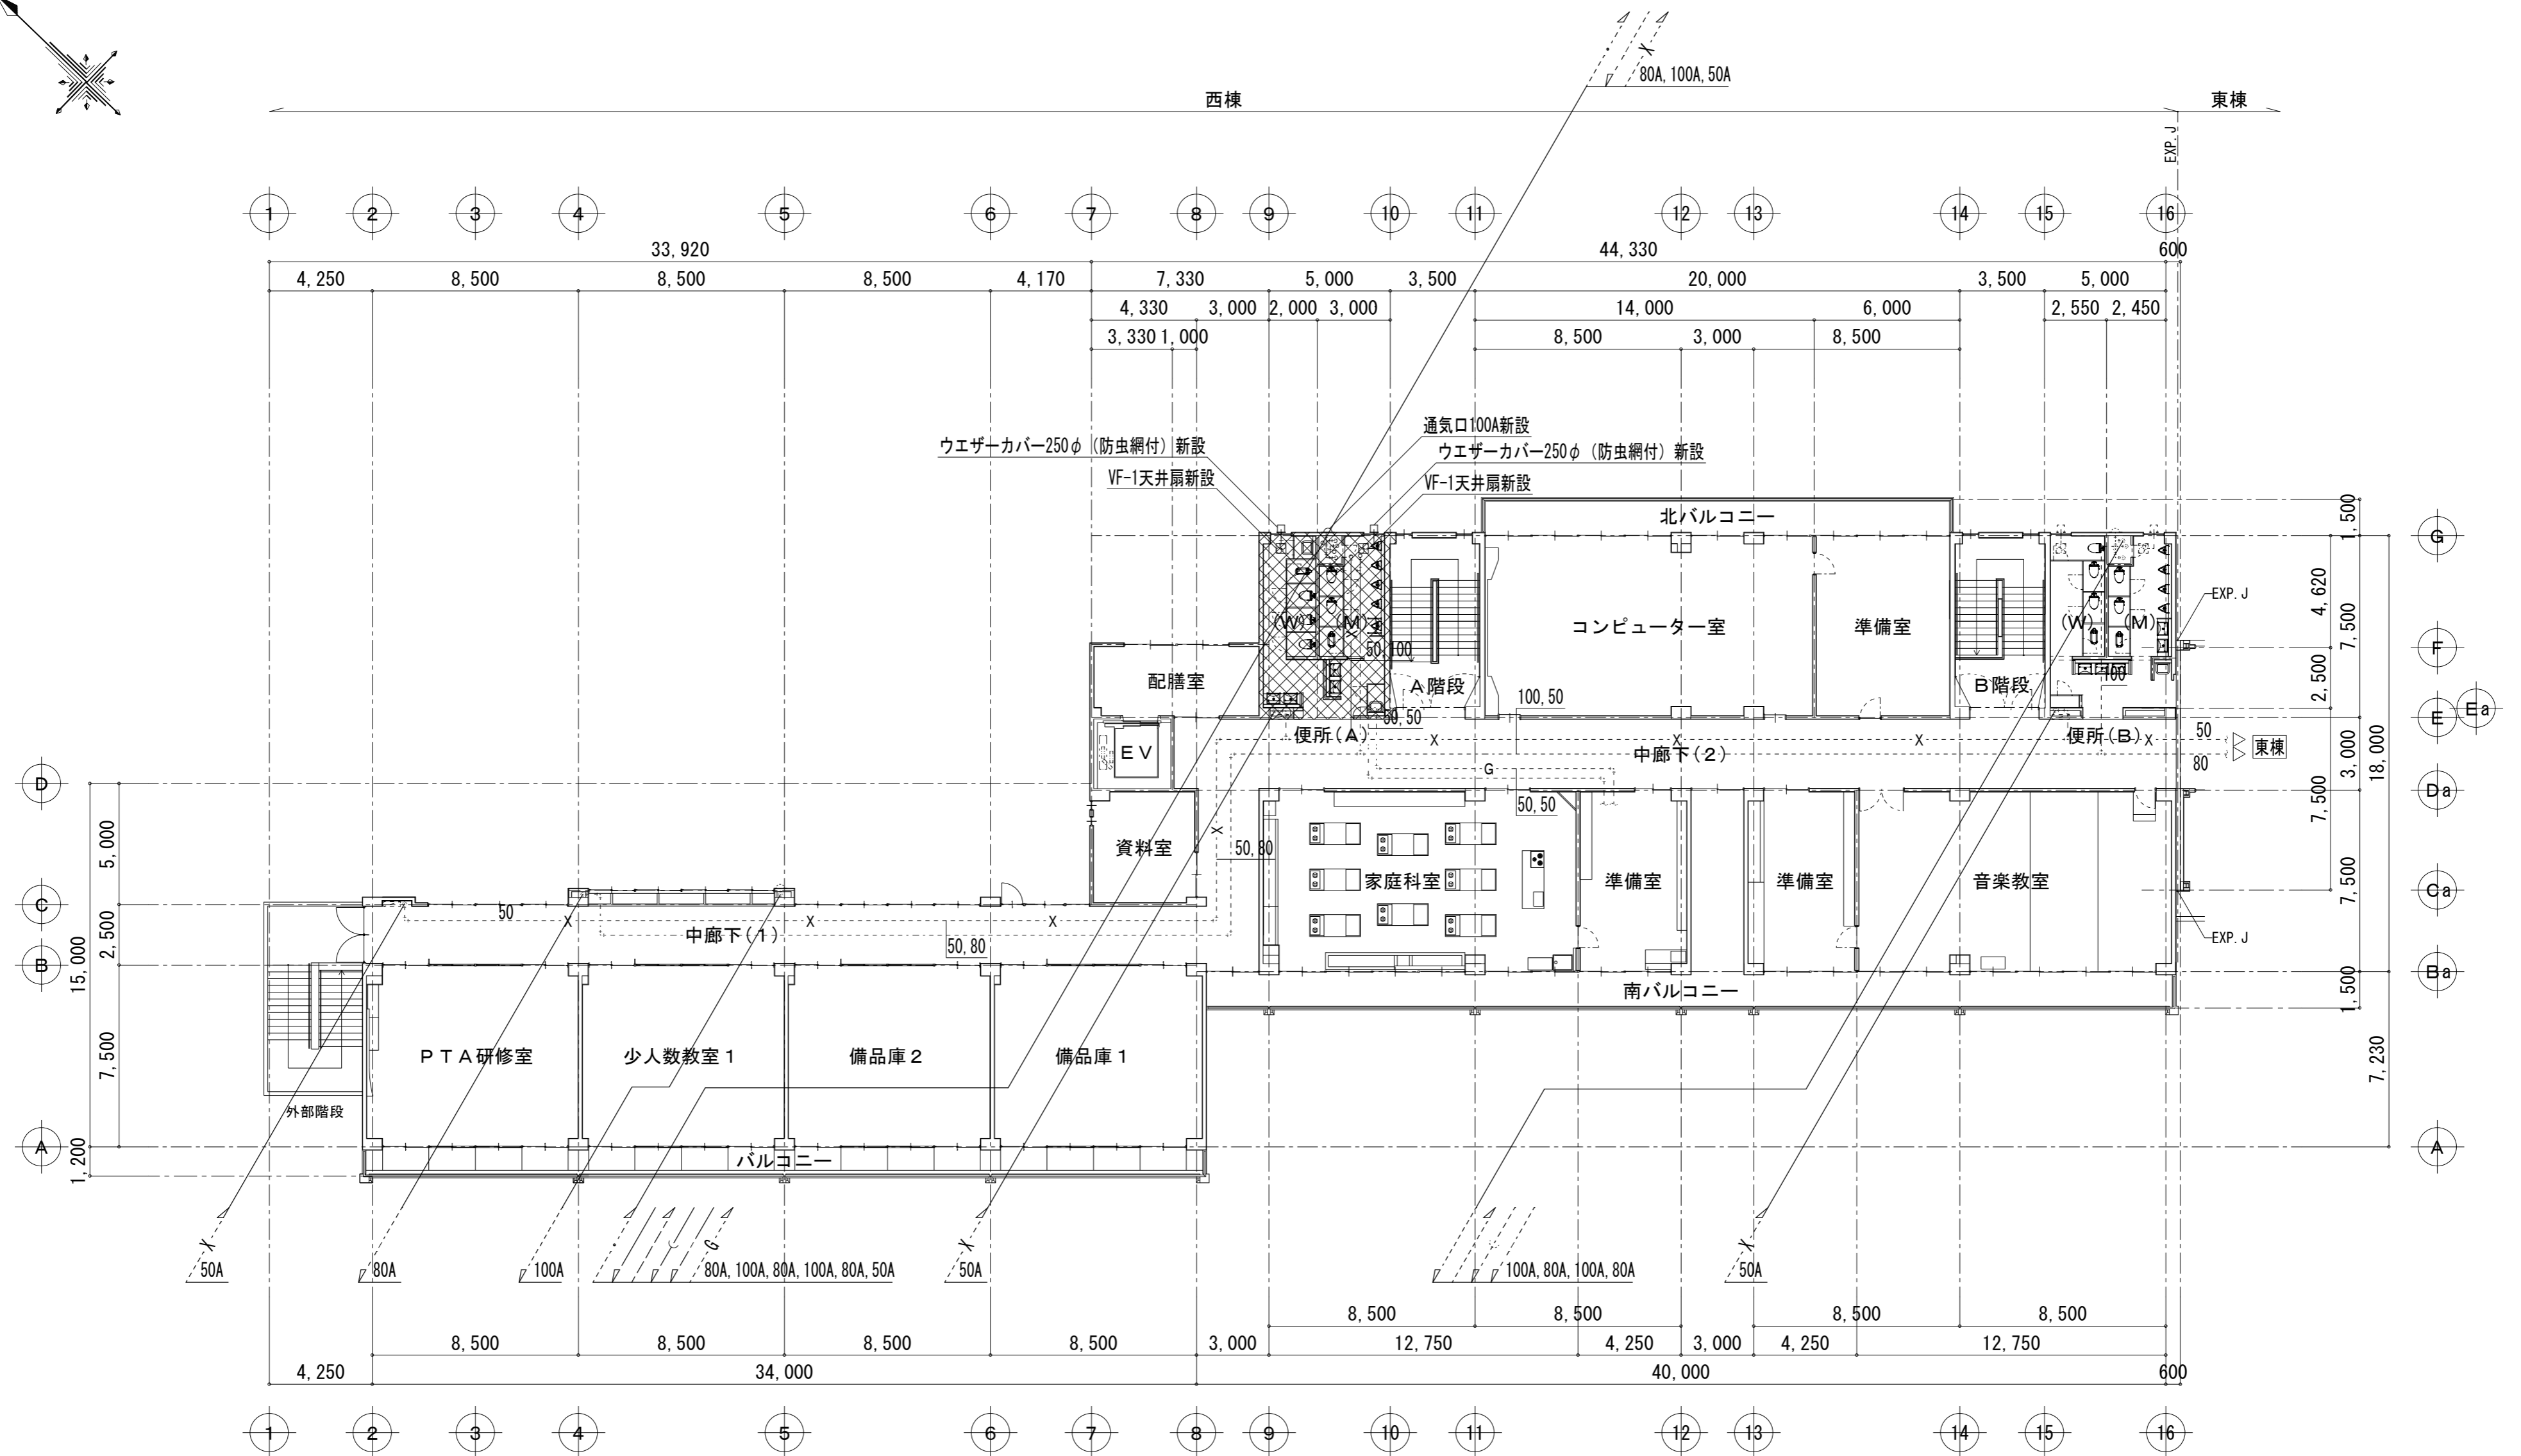 80A,100A,50A
西棟
東棟
EXP.J
1 2 3 4 5 6 7 8 9 10 11 12 13 14 15 16
33,920 44,330 600
4,250 8,500 8,500 8,500 4,170 7,330 5,000 3,500 20,000 3,500 5,000
4,330 3,000 2,000 3,000 14,000 6,000 2,550 2,450
3,330 1,000 8,500 3,000 8,500
通気口100A新設
ウエザーカバー250φ（防虫網付）新設
ウエザーカバー250φ（防虫網付）新設
VF-1天井扇新設
VF-1天井扇新設
北バルコニー
1,500
G
EXP.J
4,620
7,500
(W) (M)
コンピューター室
準備室
(W) (M)
F
50,100
配膳室
A階段
B階段
100
2,500
100,50
50,50
E
Ea
便所(A)
便所(B)
X X X
50
東棟
80
EV
中廊下(2)
3,000
18,000
G
D
Da
50,50
7,500
5,000
X
資料室
50,80
家庭科室
準備室
準備室
音楽教室
7,500
C
Ca
50
X X X
中廊下(1)
50,80
2,500
EXP.J
B
Ba
15,000
南バルコニー
1,500
7,500
PTA研修室
少人数教室1
備品庫2
備品庫1
7,230
外部階段
A
A
1,200
バルコニー
X
50A
80A
100A
G
80A,100A,80A,100A,80A,50A
X
50A
100A,80A,100A,80A
X
50A
8,500 8,500 8,500 8,500
8,500 8,500 8,500 8,500 3,000 12,750 4,250 3,000 4,250 12,750
4,250 34,000 40,000 600
1 2 3 4 5 6 7 8 9 10 11 12 13 14 15 16